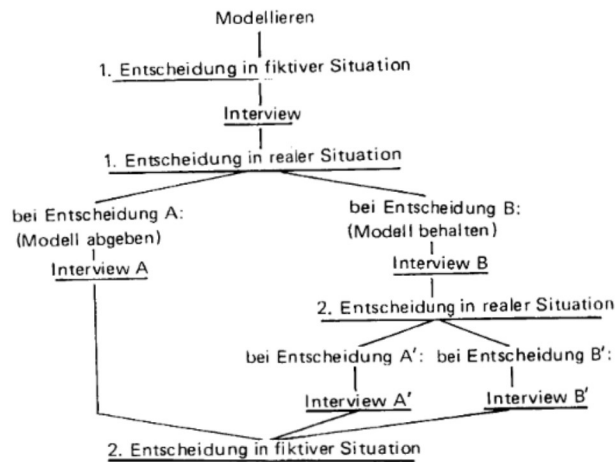 Modellieren
1. Entscheidung in fiktiver Situation
Interview
1. Entscheidung in realer Situation
bei Entscheidung A:
(Modell abgeben)
Interview A
bei Entscheidung B:
(Modell behalten)
Interview B
2. Entscheidung in realer Situation
bei Entscheidung A':
Interview A'
bei Entscheidung B':
Interview B'
2. Entscheidung in fiktiver Situation